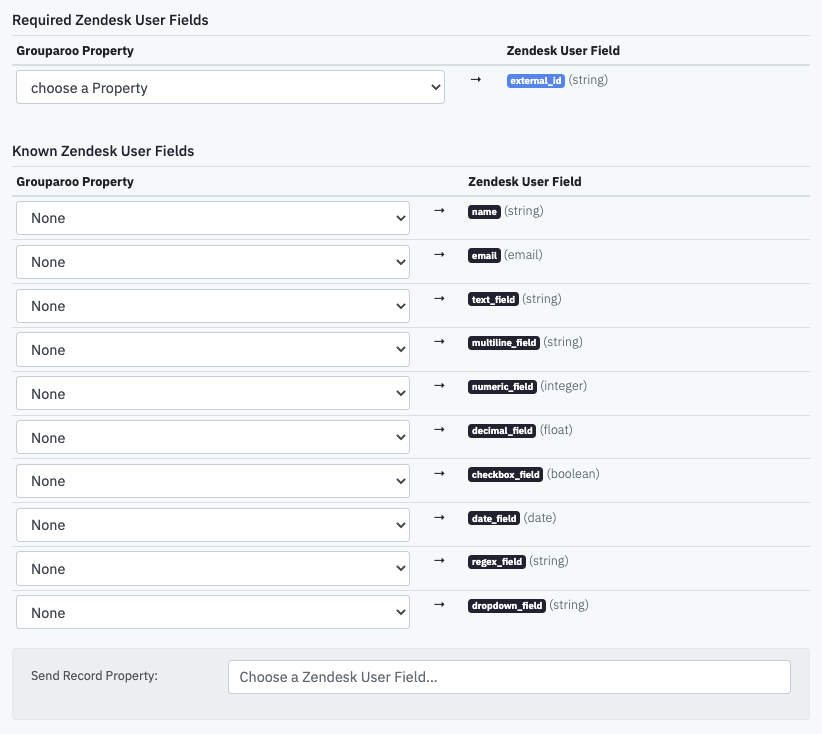 Required Zendesk User Fields
Grouparoo Property Zendesk User Field
choose a Property → external_id (string)
Known Zendesk User Fields
Grouparoo Property Zendesk User Field
None → name (string)
None → email (email)
None → text_field (string)
None → multiline_field (string)
None → numeric_field (integer)
None → decimal_field (float)
None → checkbox_field (boolean)
None → date_field (date)
None → regex_field (string)
None → dropdown_field (string)
Send Record Property: Choose a Zendesk User Field...